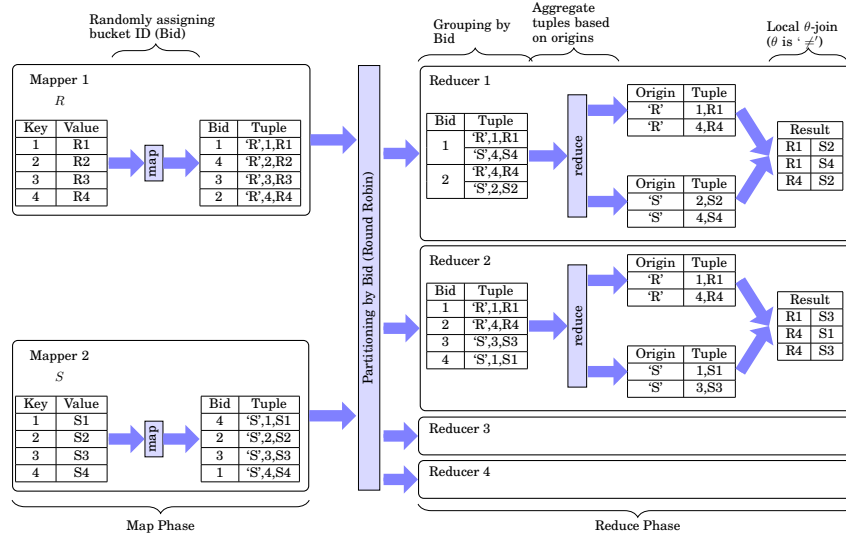 Randomly assigning
bucket ID (Bid)
Grouping by
Bid
Aggregate
tuples based
on origins
Local θ-join
(θ is ‘ ≠’)
Mapper 1
R
Key Value
1 R1
2 R2
3 R3
4 R4
map
Bid Tuple
1 ‘R’,1,R1
4 ‘R’,2,R2
3 ‘R’,3,R3
2 ‘R’,4,R4
Mapper 2
S
Key Value
1 S1
2 S2
3 S3
4 S4
map
Bid Tuple
4 ‘S’,1,S1
2 ‘S’,2,S2
3 ‘S’,3,S3
1 ‘S’,4,S4
Map Phase
Partitioning by Bid (Round Robin)
Reducer 1
Bid Tuple
1 ‘R’,1,R1
‘S’,4,S4
2 ‘R’,4,R4
‘S’,2,S2
reduce
Origin Tuple
‘R’ 1,R1
‘R’ 4,R4
Origin Tuple
‘S’ 2,S2
‘S’ 4,S4
Result
R1 S2
R1 S4
R4 S2
Reducer 2
Bid Tuple
1 ‘R’,1,R1
2 ‘R’,4,R4
3 ‘S’,3,S3
4 ‘S’,1,S1
reduce
Origin Tuple
‘R’ 1,R1
‘R’ 4,R4
Origin Tuple
‘S’ 1,S1
‘S’ 3,S3
Result
R1 S3
R4 S1
R4 S3
Reducer 3
Reducer 4
Reduce Phase